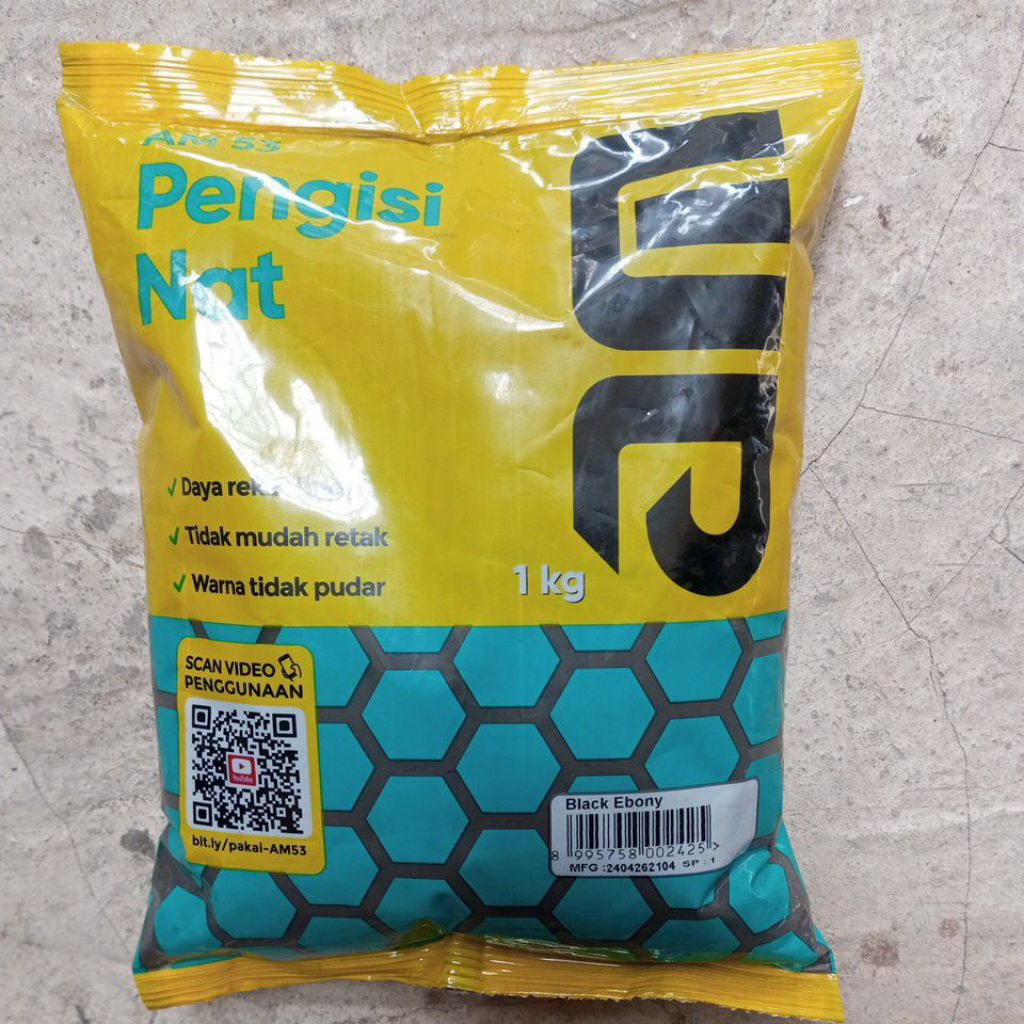 AM 53
Pengisi
Nat
Daya
Tidak mudah retak
Warna tidak pudar
1 kg
SCAN VIDEO
PENGGUNAAN
YouTube
bit.ly/pakai-AM53
Black Ebony
8 995758 002425 >
MFG :2404262104 SP : 1